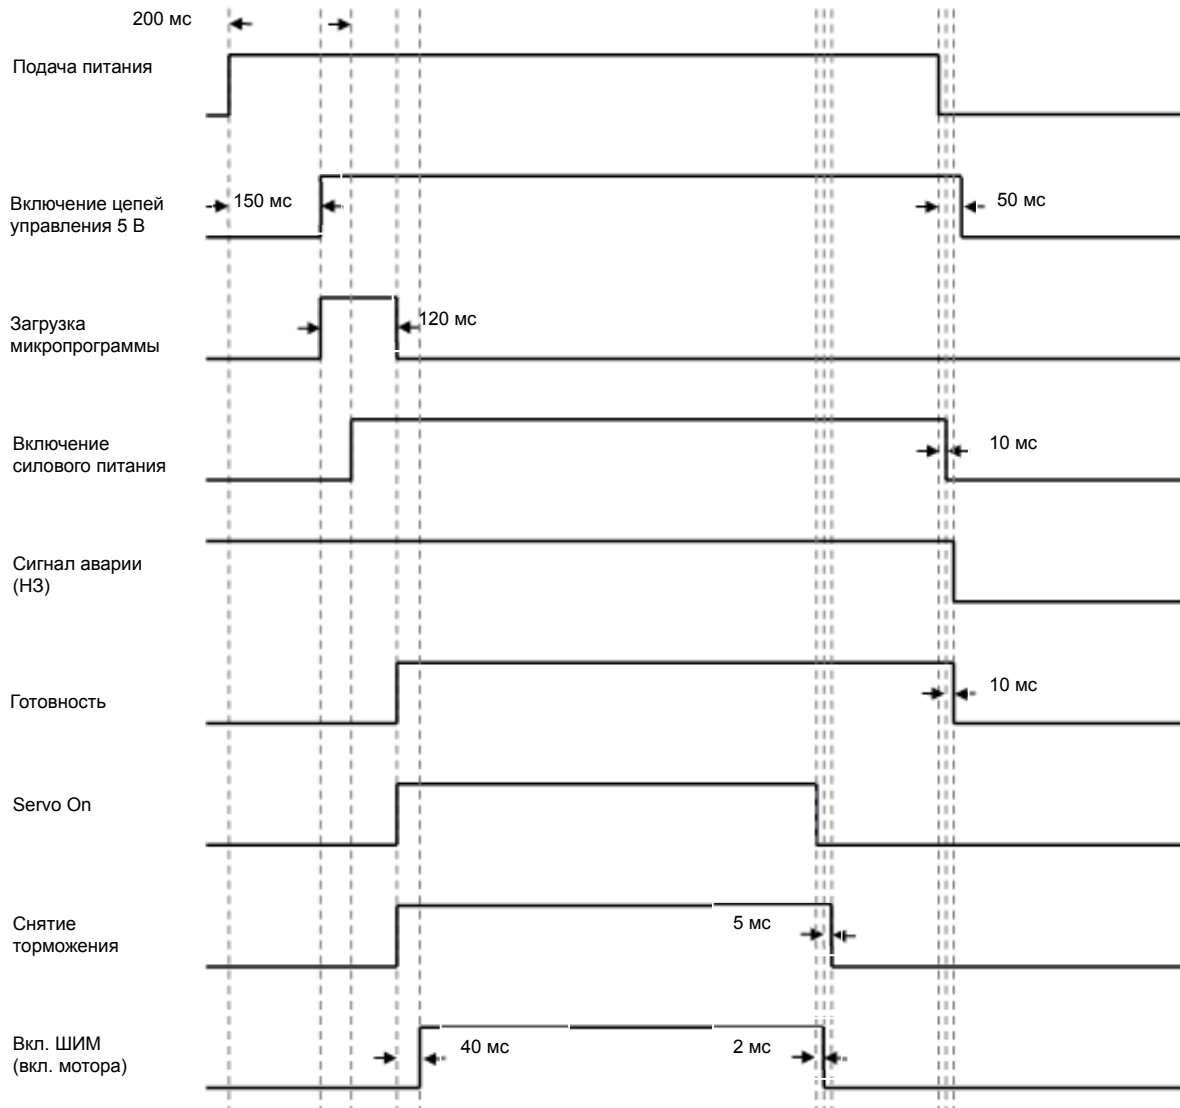 200 мс
Подача питания
Включение цепей
управления 5 В
150 мс
50 мс
Загрузка
микропрограммы
120 мс
Включение
силового питания
10 мс
Сигнал аварии
(НЗ)
Готовность
10 мс
Servo On
Снятие
торможения
5 мс
Вкл. ШИМ
(вкл. мотора)
40 мс
2 мс